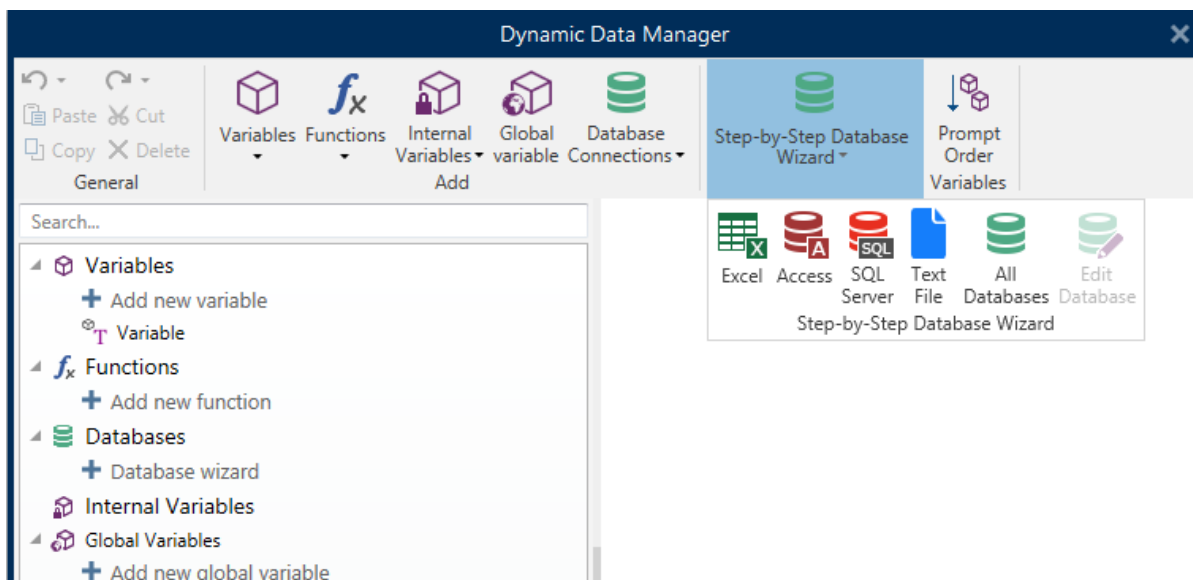 Dynamic Data Manager
Paste Cut
Copy Delete
General
Variables Functions Internal Variables Global variable Database Connections
Add
Step-by-Step Database Wizard
Prompt Order
Variables
Search...
Excel Access SQL Server Text File All Databases Edit Database
Step-by-Step Database Wizard
Variables
Add new variable
Variable
Functions
Add new function
Databases
Database wizard
Internal Variables
Global Variables
Add new global variable